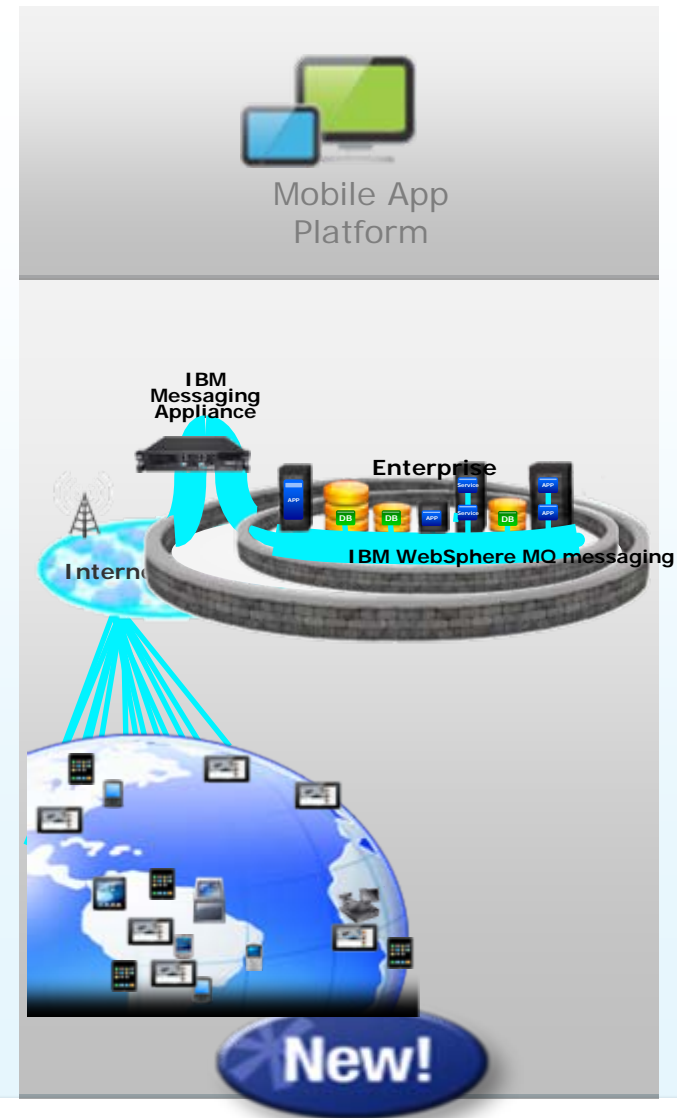 Mobile App
Platform
IBM
Messaging
Appliance
Enterprise
Service
APP
APP
DB
DB
APP
Service
DB
APP
IBM WebSphere MQ messaging
Interne
New!